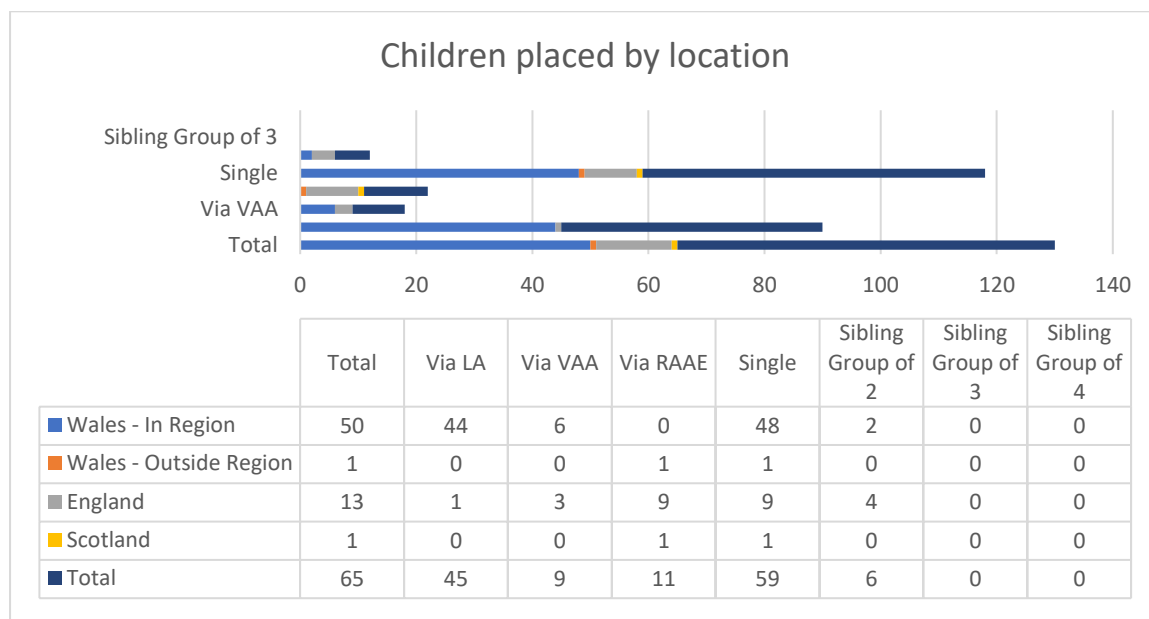 Children placed by location
Sibling Group of 3
Single
Via VAA
Total
0 20 40 60 80 100 120 140
Total Via LA Via VAA Via RAAE Single Sibling Group of 2 Sibling Group of 3 Sibling Group of 4
Wales - In Region 50 44 6 0 48 2 0 0
Wales - Outside Region 1 0 0 1 1 0 0 0
England 13 1 3 9 9 4 0 0
Scotland 1 0 0 1 1 0 0 0
Total 65 45 9 11 59 6 0 0